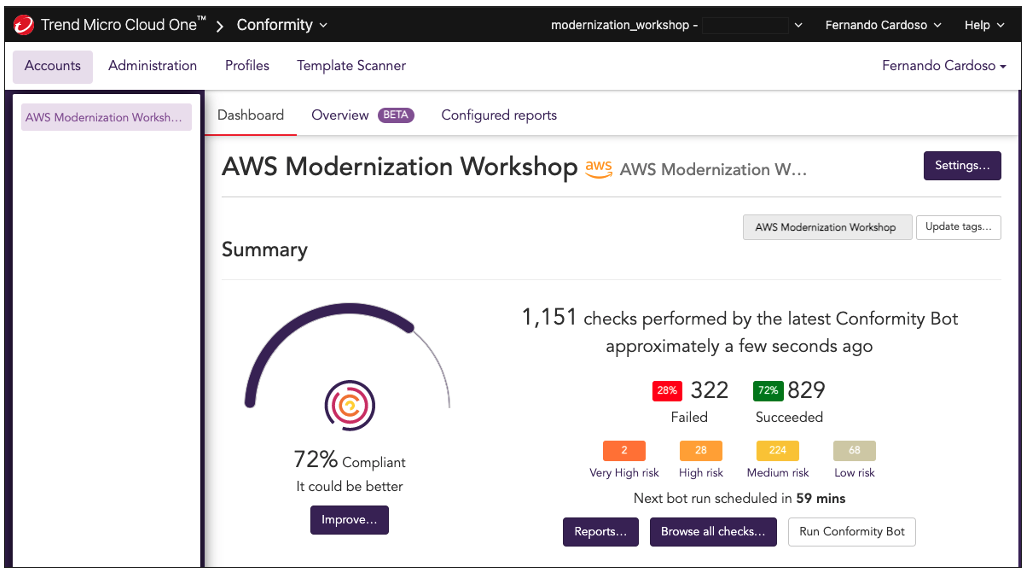 Trend Micro Cloud One™ Conformity modernization_workshop - Fernando Cardoso Help
Accounts Administration Profiles Template Scanner Fernando Cardoso
AWS Modernization Worksh...
Dashboard Overview BETA Configured reports
AWS Modernization Workshop aws AWS Modernization W... Settings...
AWS Modernization Workshop Update tags...
Summary
1,151 checks performed by the latest Conformity Bot
approximately a few seconds ago
28% 322 72% 829
Failed Succeeded
2 28 224 68
Very High risk High risk Medium risk Low risk
72% Compliant
It could be better
Improve...
Next bot run scheduled in 59 mins
Reports... Browse all checks... Run Conformity Bot